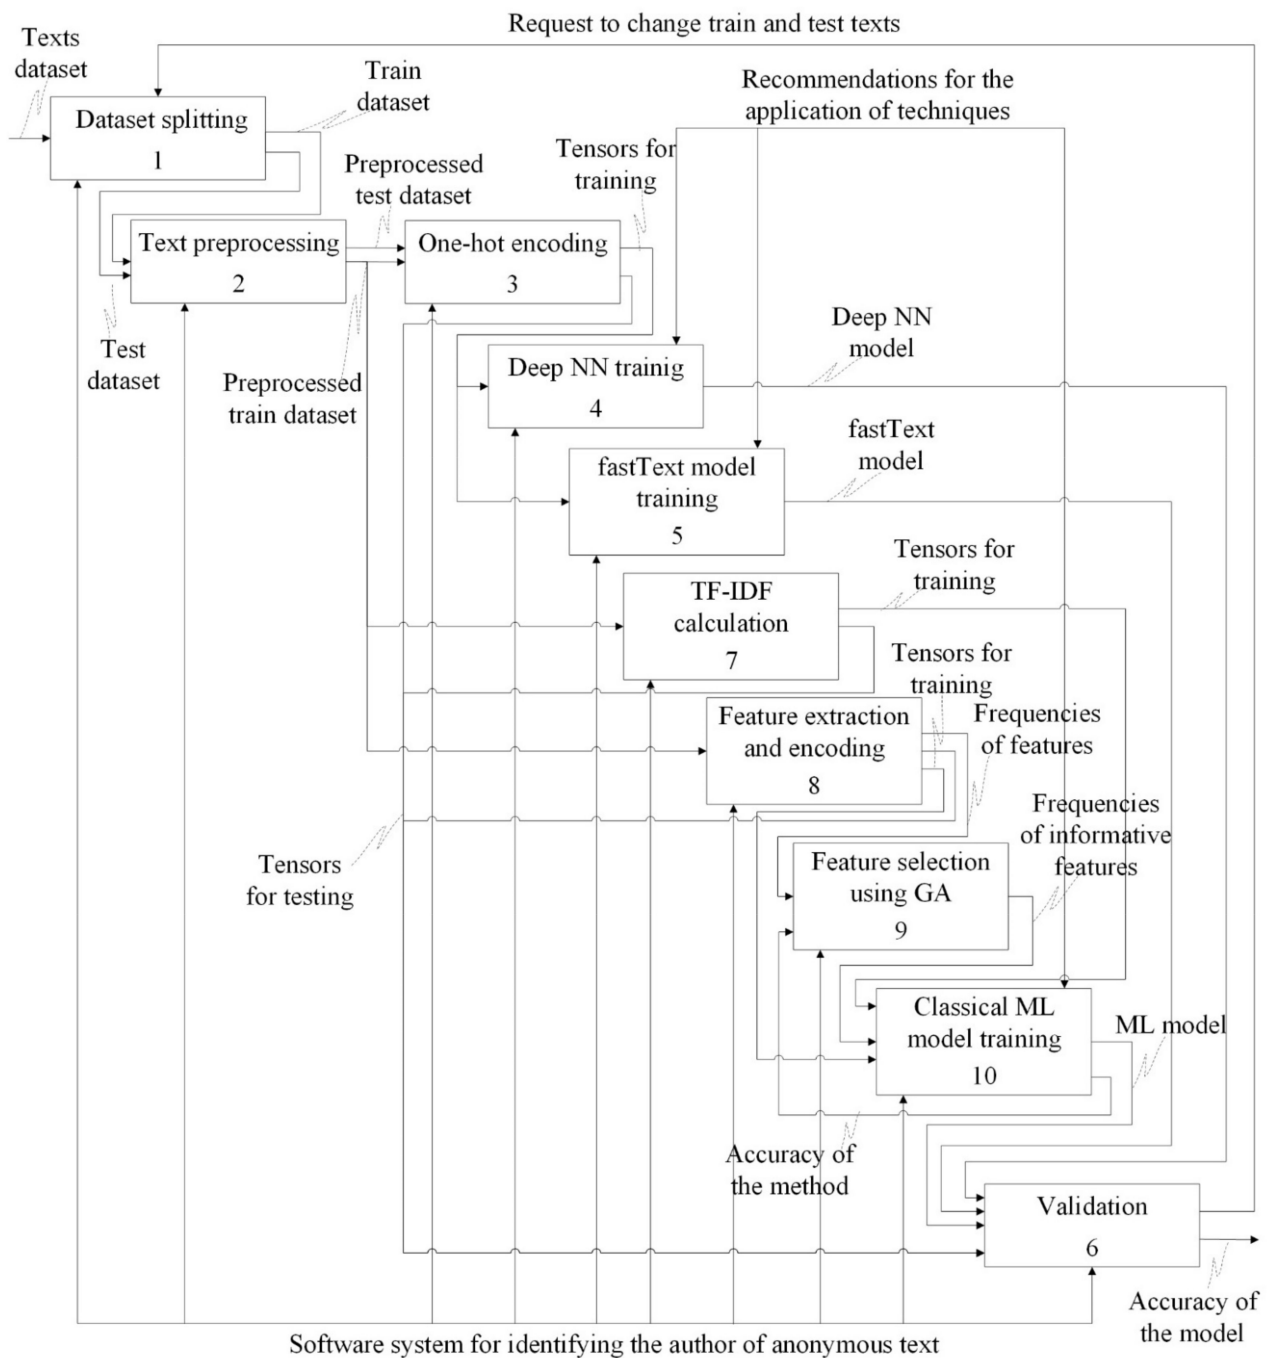 Request to change train and test texts
Texts
dataset
Train
dataset
Recommendations for the
application of techniques
Dataset splitting
1
Preprocessed
test dataset
Tensors for
training
Text preprocessing
2
One-hot encoding
3
Test
dataset
Preprocessed
train dataset
Deep NN
model
Deep NN trainig
4
fastText
model
fastText model
training
5
Tensors for
training
TF-IDF
calculation
7
Tensors for
training
Feature extraction
and encoding
8
Frequencies
of features
Frequencies
of informative
features
Tensors
for testing
Feature selection
using GA
9
Classical ML
model training
10
ML model
Accuracy of
the method
Validation
6
Accuracy of
the model
Software system for identifying the author of anonymous text